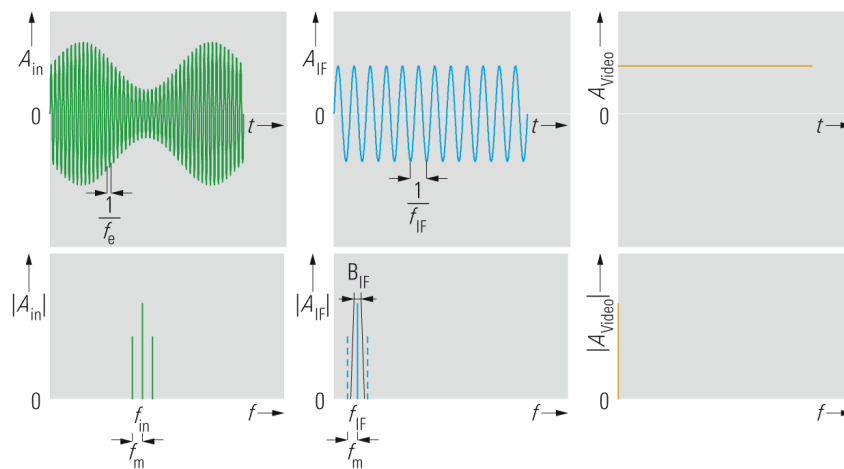 A_in
0
t
1
f_e
A_IF
0
t
1
f_IF
A_Video
0
t
|A_in|
0
f_in
f_m
f
B_IF
|A_IF|
0
f_IF
f_m
f
|A_Video|
0
f